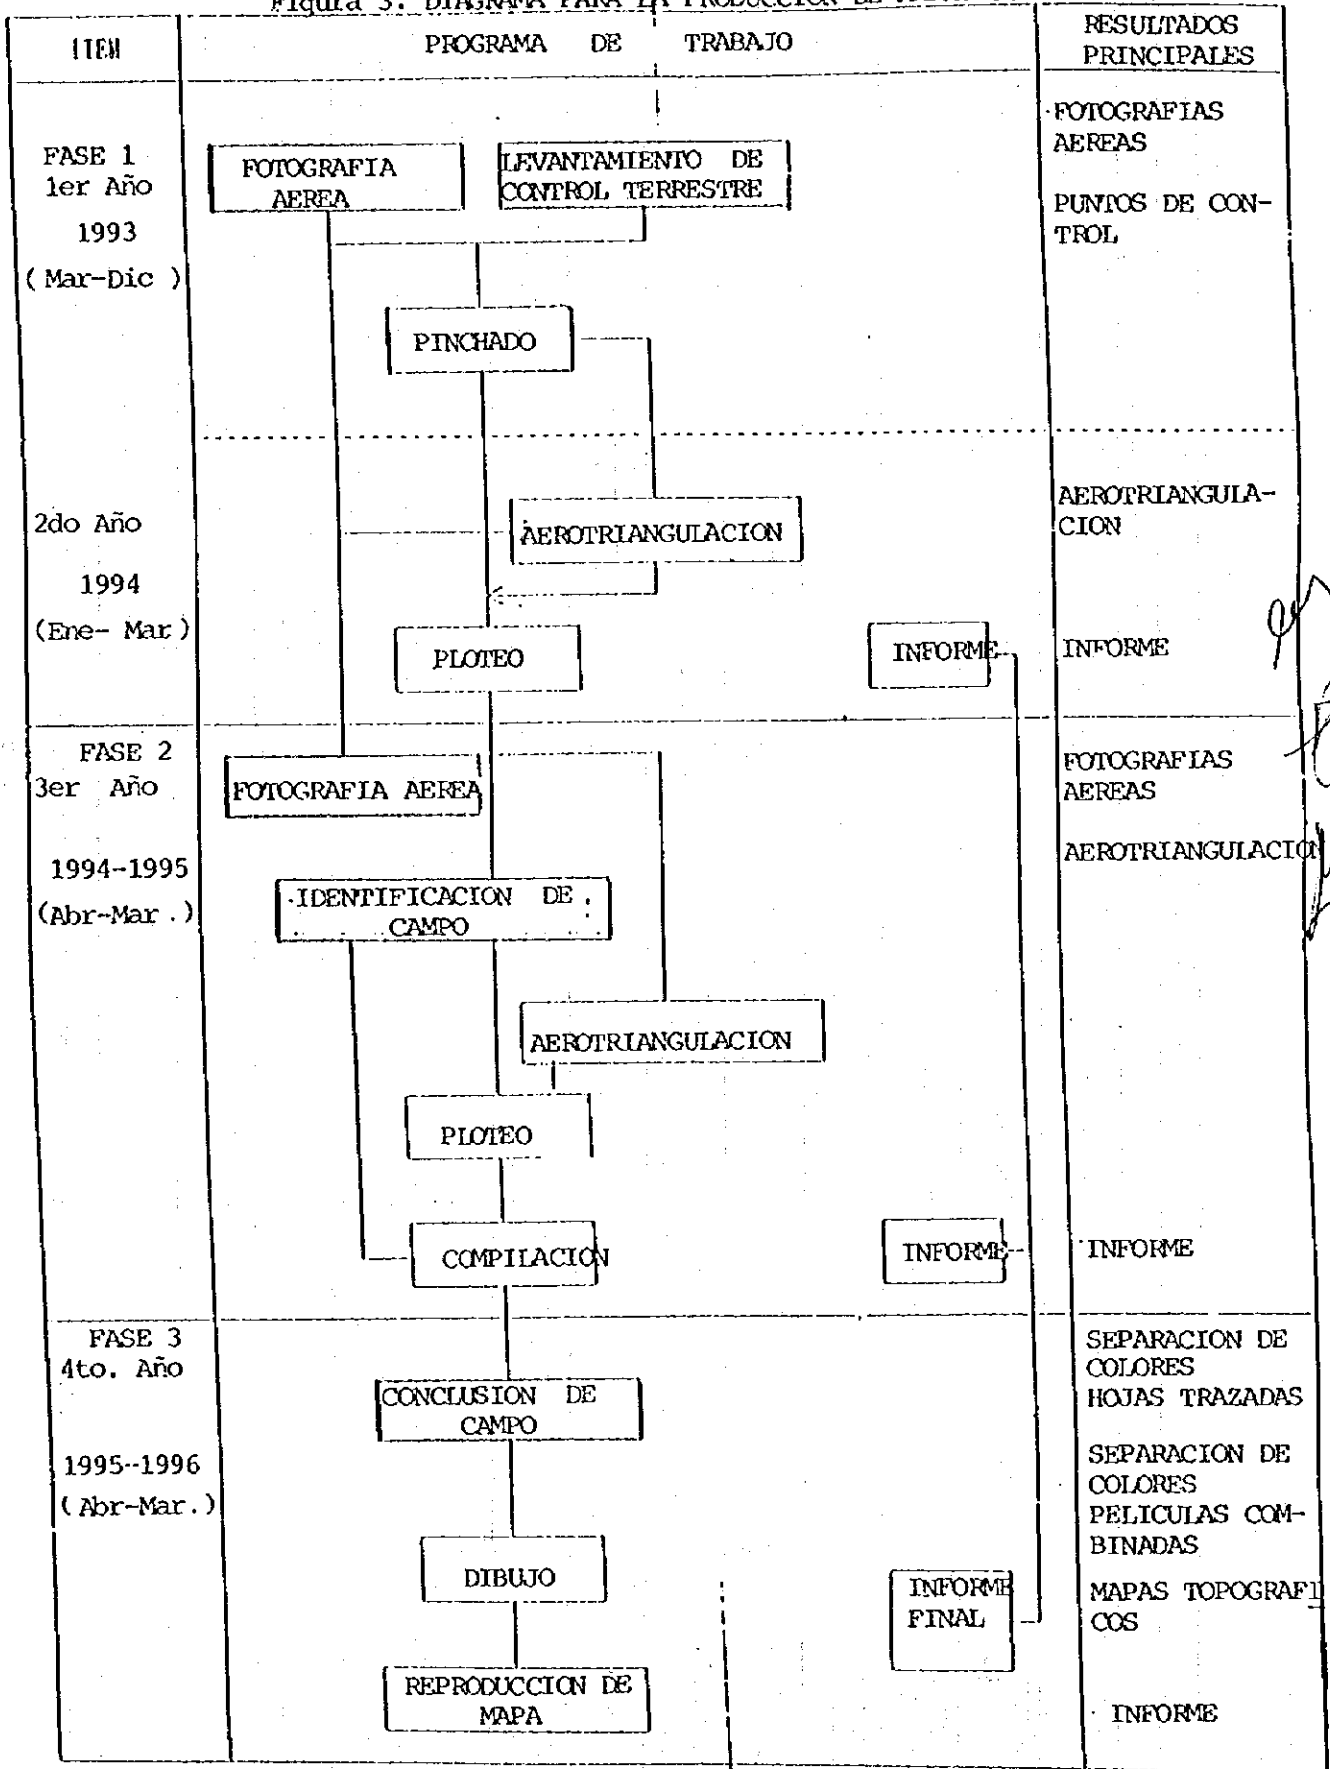 Figura 3. DIAGRAMA PARA LA PRODUCCION DE
ITEM
PROGRAMA DE TRABAJO
RESULTADOS
PRINCIPALES
FASE 1
1er Año
1993
( Mar-Dic )
FOTOGRAFIA
AEREA
LEVANTAMIENTO DE
CONTROL TERRESTRE
FOTOGRAFIAS
AEREAS
PUNTOS DE CON-
TROL
PINCHADO
2do Año
1994
(Ene- Mar)
AEROTRIANGULACION
AEROTRIANGULA-
CION
PLOTEO
INFORME
INFORME
FASE 2
3er Año
1994--1995
(Abr-Mar.)
FOTOGRAFIA AEREA
FOTOGRAFIAS
AEREAS
AEROTRIANGULACION
IDENTIFICACION DE
CAMPO
AEROTRIANGULACION
PLOTEO
COMPILACION
INFORME
INFORME
FASE 3
4to. Año
1995--1996
( Abr-Mar.)
CONCLUSION DE
CAMPO
SEPARACION DE
COLORES
HOJAS TRAZADAS
SEPARACION DE
COLORES
PELICULAS COM-
BINADAS
DIBUJO
INFORME
FINAL
MAPAS TOPOGRAFI
COS
REPRODUCCION DE
MAPA
INFORME